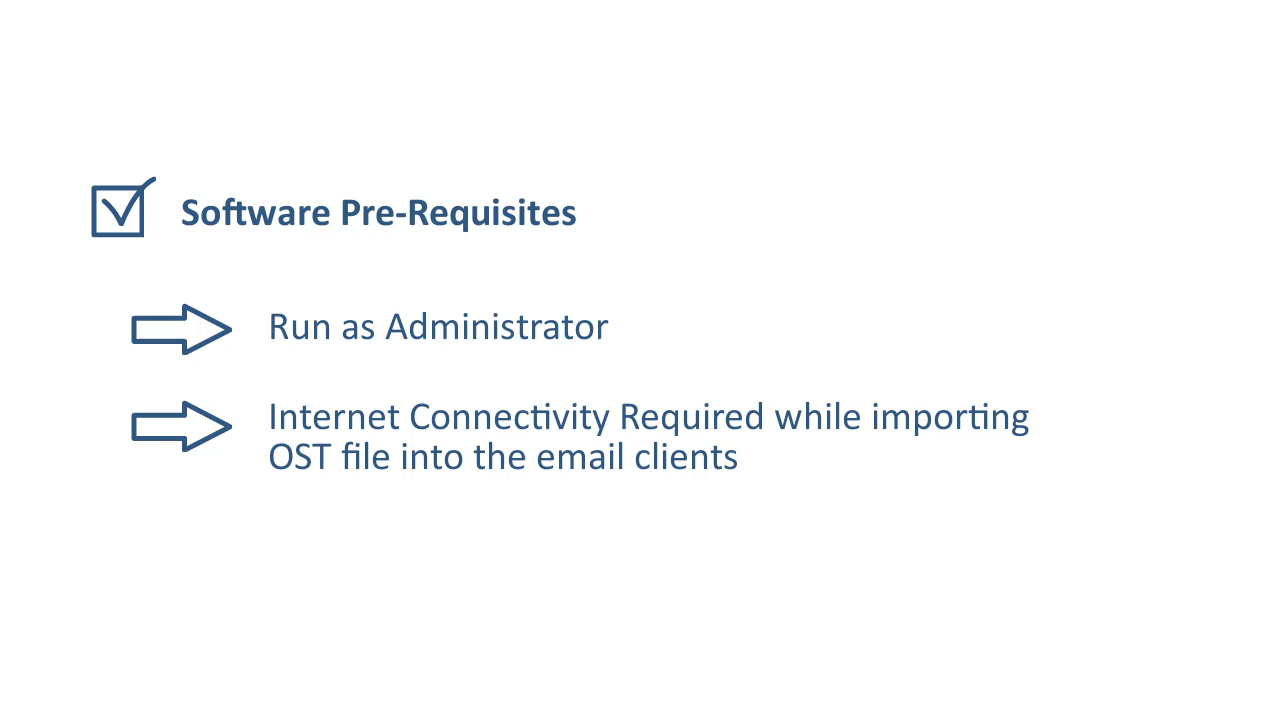 Software Pre-Requisites
Run as Administrator
Internet Connectivity Required while importing
OST file into the email clients